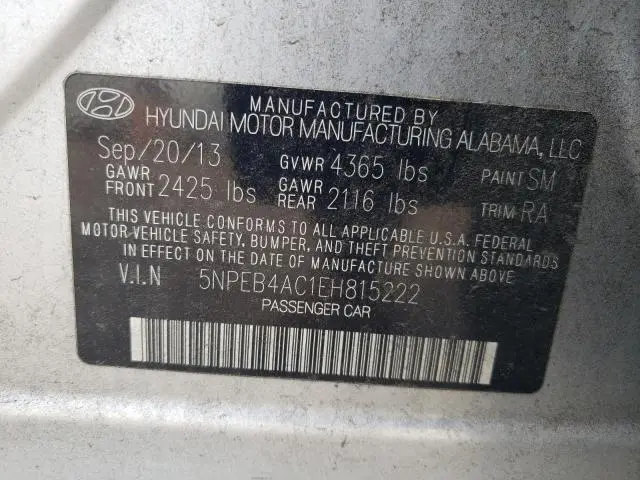 MANUFACTURED BY
HYUNDAI MOTOR MANUFACTURING ALABAMA, LLC
Sep/20/13 GVWR 4365 lbs PAINT SM
GAWR FRONT 2425 lbs GAWR REAR 2116 lbs TRIM RA
THIS VEHICLE CONFORMS TO ALL APPLICABLE U.S.A. FEDERAL
MOTOR VEHICLE SAFETY, BUMPER, AND THEFT PREVENTION STANDARDS
IN EFFECT ON THE DATE OF MANUFACTURE SHOWN ABOVE.
V.I.N 5NPEB4AC1EH815222
PASSENGER CAR